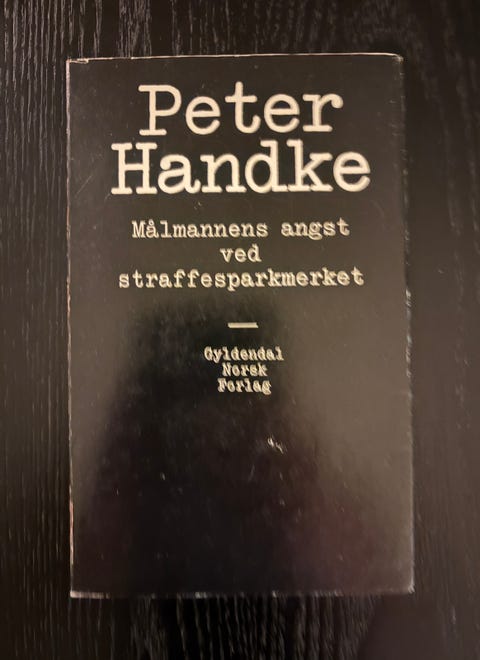 Peter
Handke
Målmannens angst
ved
straffesparkmerket
Gyldendal
Norsk
Forlag